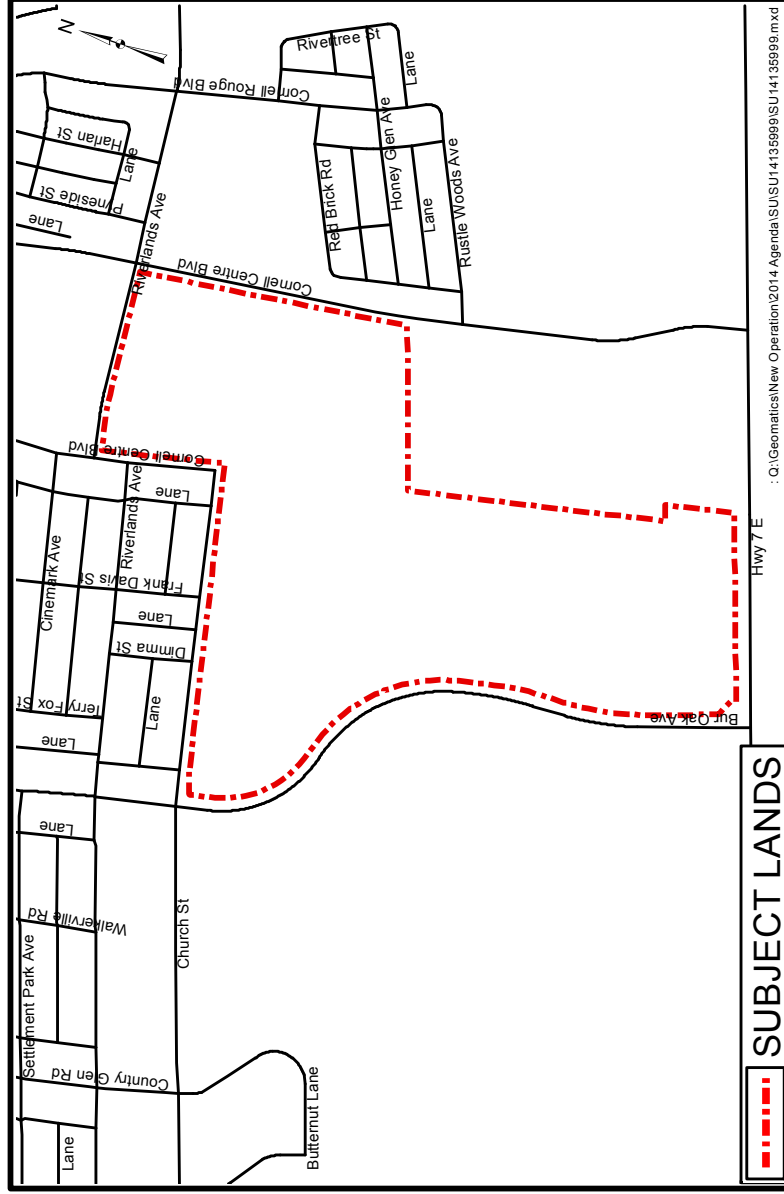 N
Rivertree St
Lane
Cornell Rouge Blvd
Harlan St
Lane
Pyneside St
Lane
Riverlands Ave
Red Brick Rd
Honey Glen Ave
Lane
Rustle Woods Ave
Cornell Centre Blvd
Cornell Centre Blvd
Lane
Riverlands Ave
Cinemark Ave
Frank Davis St
Lane
Dimma St
Lane
Terry Fox St
Lane
Lane
Walkerville Rd
Settlement Park Ave
Church St
Country Glen Rd
Lane
Butternut Lane
Bur Oak Ave
Hwy 7 E
SUBJECT LANDS
: Q:\Geomatics\New Operation\2014 Agenda\SU\SU14135999\SU14135999.mxd